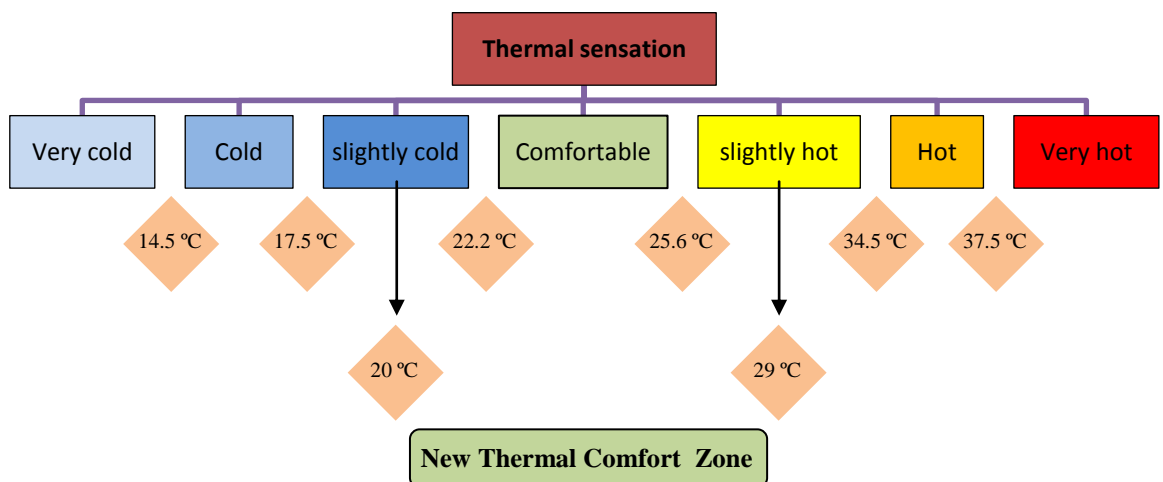 Thermal sensation
Very cold
Cold
slightly cold
Comfortable
slightly hot
Hot
Very hot
14.5 ºC
17.5 ºC
22.2 ºC
25.6 ºC
34.5 ºC
37.5 ºC
20 ºC
29 ºC
New Thermal Comfort Zone